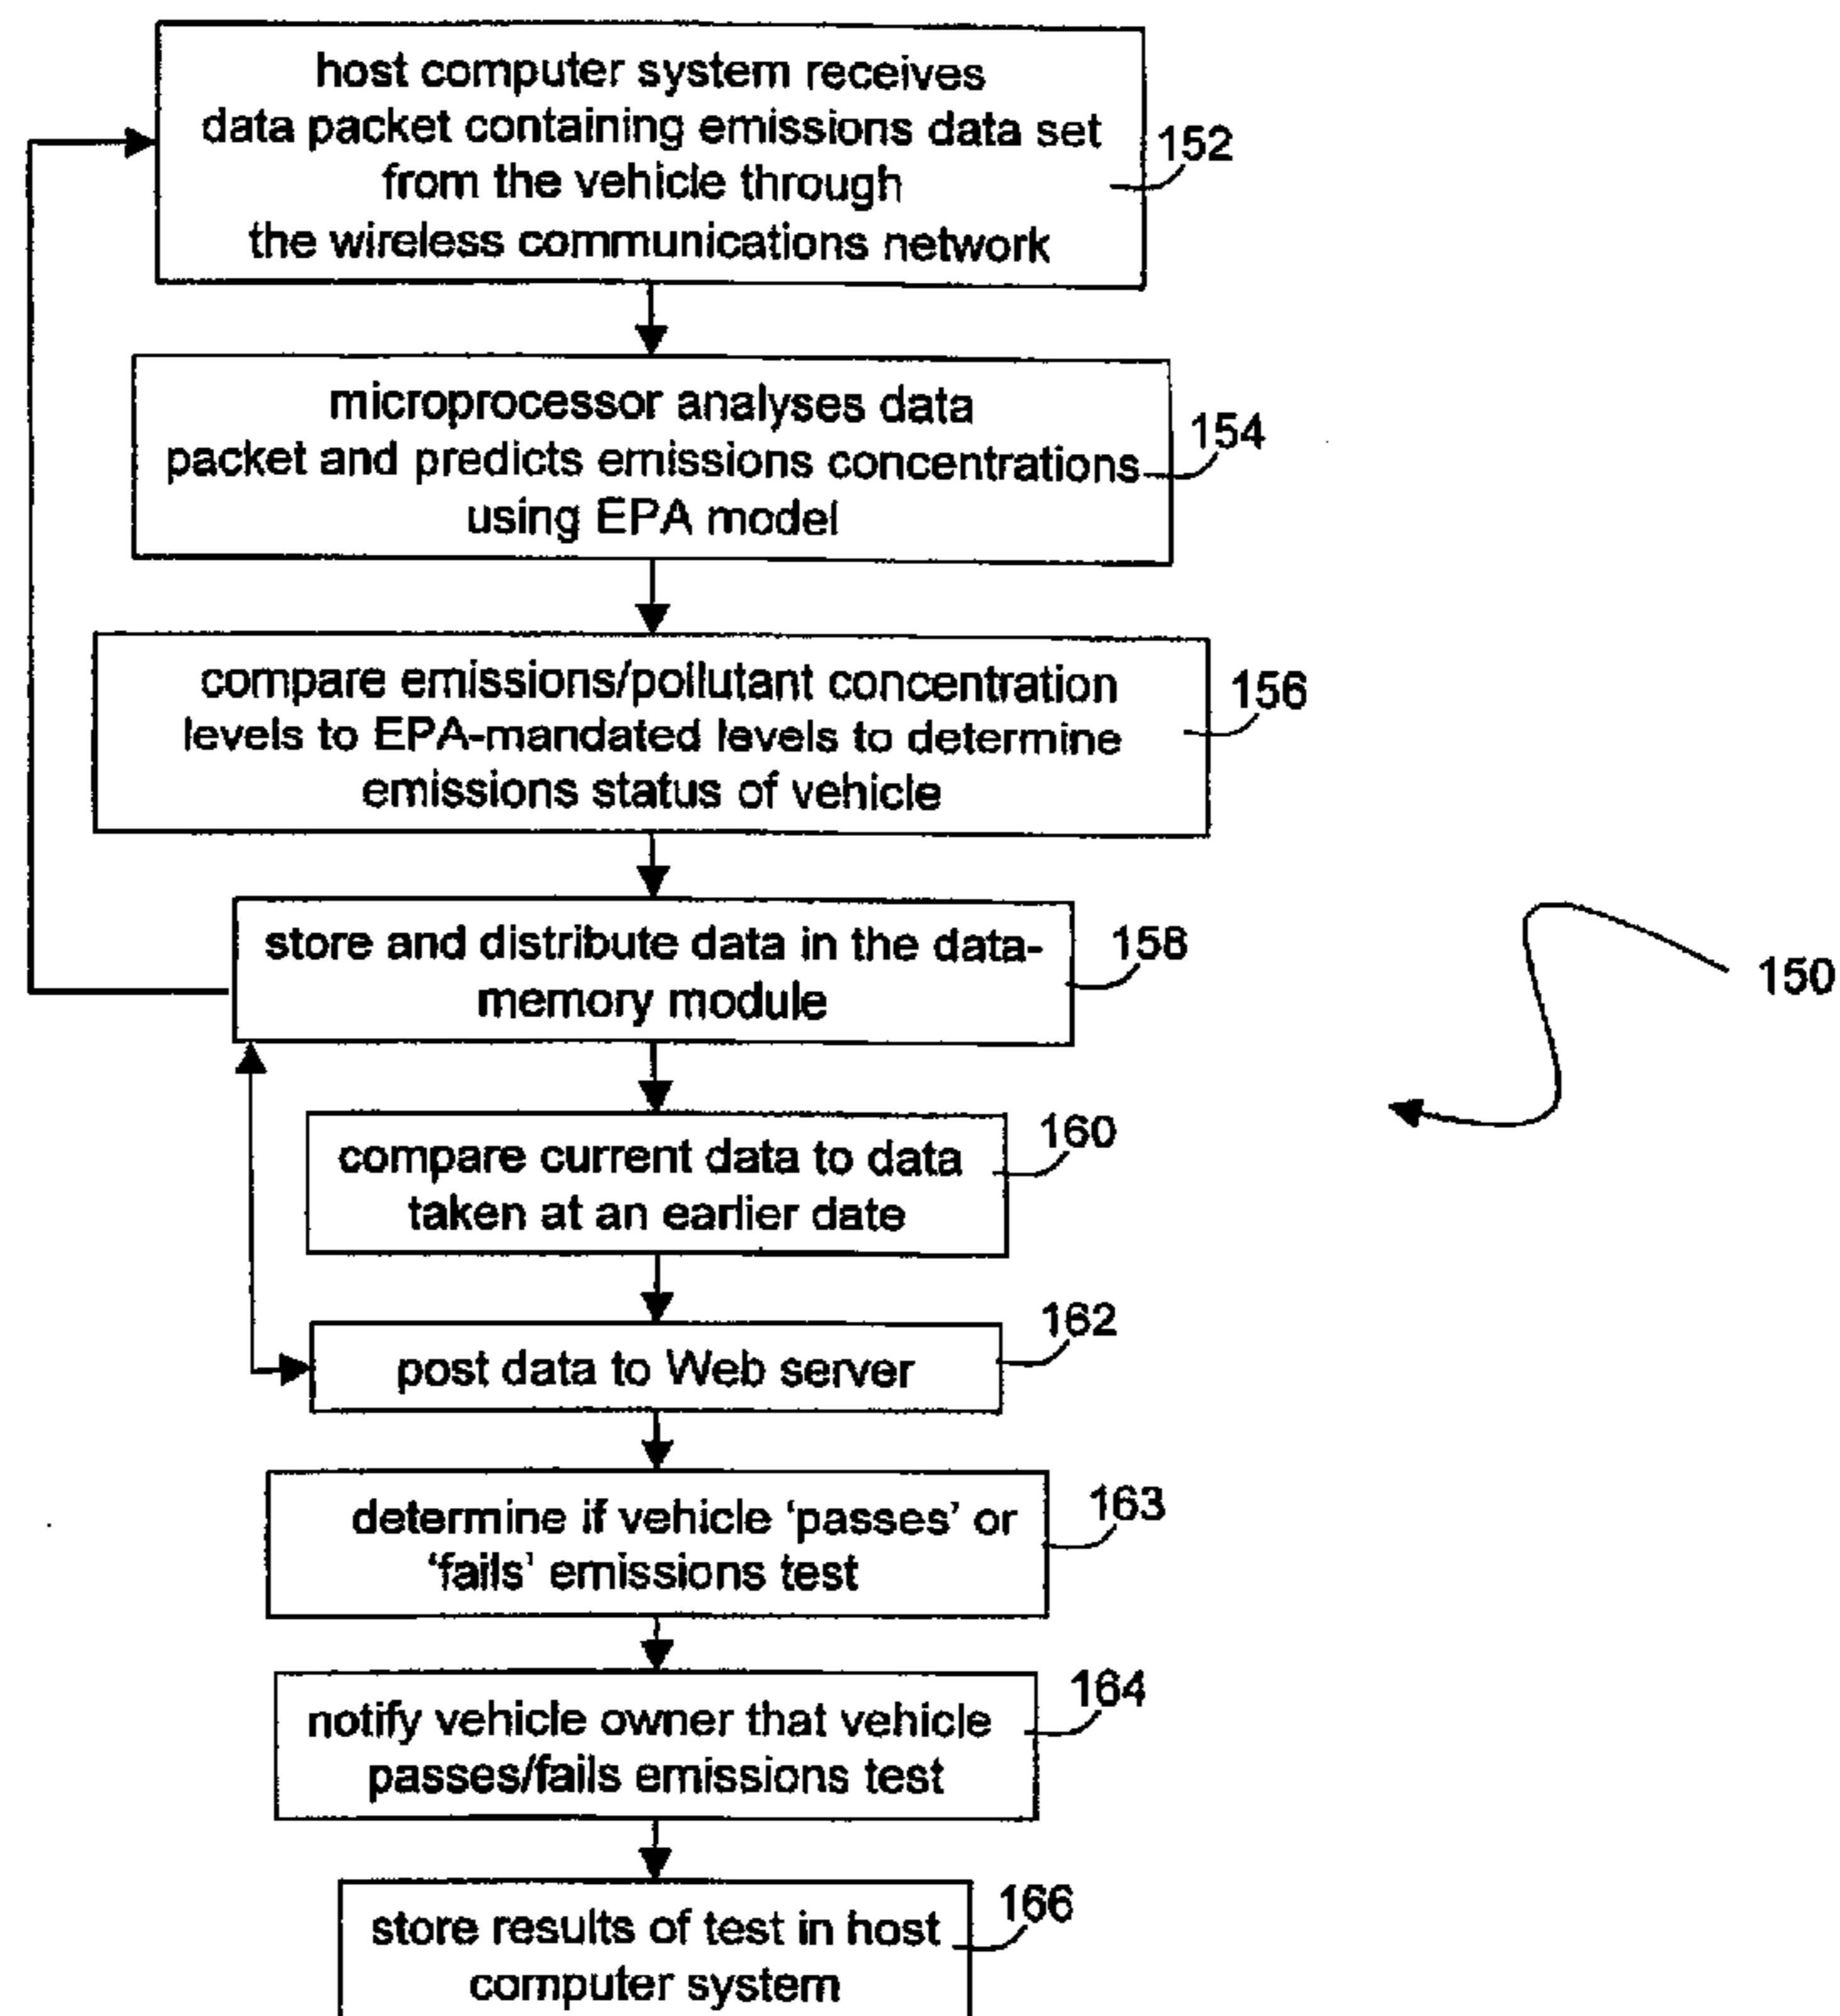 host computer system receives
data packet containing emissions data set
from the vehicle through
the wireless communications network
152
microprocessor analyses data
packet and predicts emissions concentrations
using EPA model
154
compare emissions/pollutant concentration
levels to EPA-mandated levels to determine
emissions status of vehicle
156
store and distribute data in the data-
memory module
158
150
compare current data to data
taken at an earlier date
160
post data to Web server
162
determine if vehicle ‘passes’ or
‘fails’ emissions test
163
notify vehicle owner that vehicle
passes/fails emissions test
164
store results of test in host
computer system
166